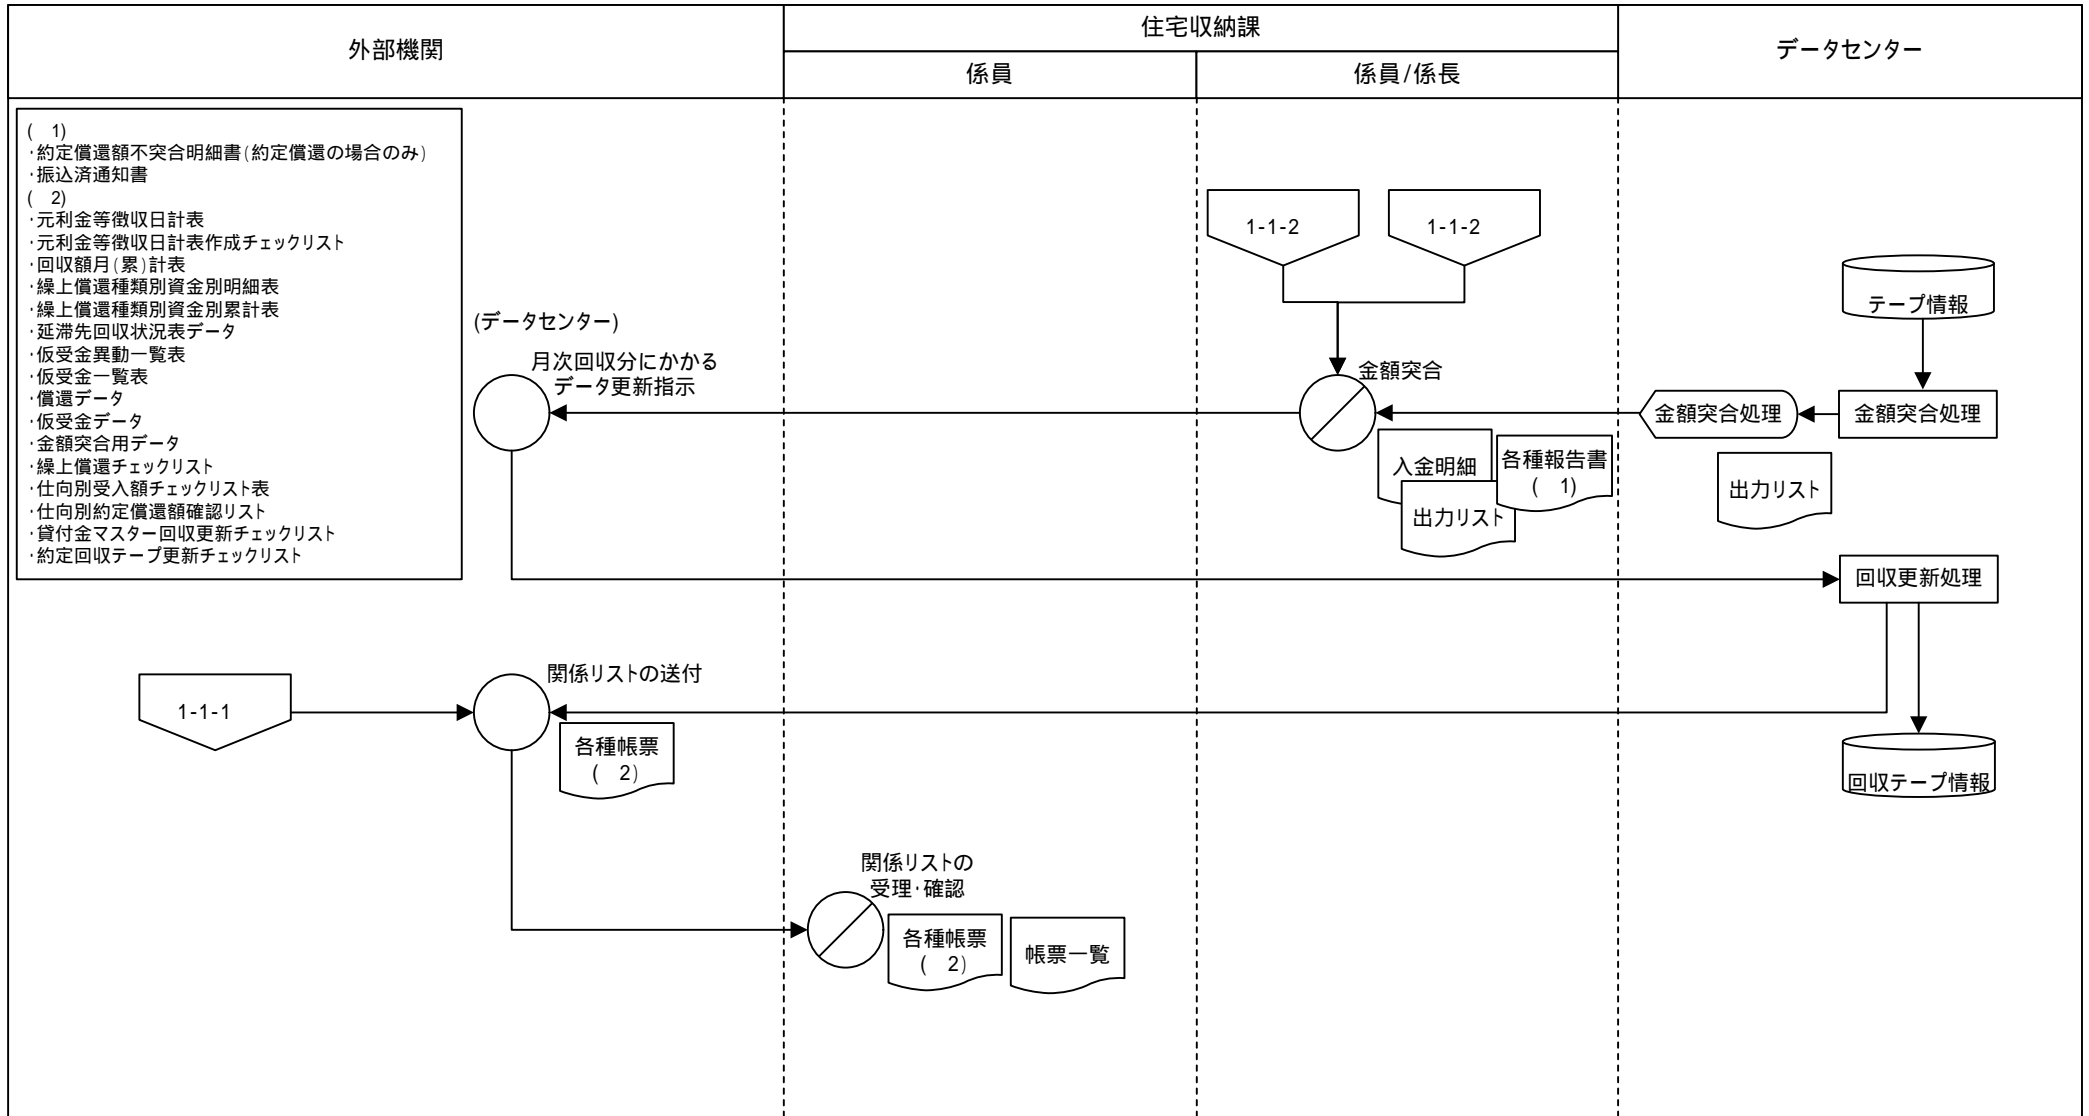 外部機関
住宅収納課
係員
係員/係長
データセンター
(　1)
・約定償還額不突合明細書(約定償還の場合のみ)
・振込済通知書
(　2)
・元利金等徴収日計表
・元利金等徴収日計表作成チェックリスト
・回収額月(累)計表
・繰上償還種類別資金別明細表
・繰上償還種類別資金別累計表
・延滞先回収状況表データ
・仮受金異動一覧表
・仮受金一覧表
・償還データ
・仮受金データ
・金額突合用データ
・繰上償還チェックリスト
・仕向別受入額チェックリスト表
・仕向別約定償還額確認リスト
・貸付金マスター回収更新チェックリスト
・約定回収テープ更新チェックリスト
1-1-2
1-1-2
テープ情報
(データセンター)
月次回収分にかかる
データ更新指示
金額突合
金額突合処理
金額突合処理
入金明細
各種報告書
(　1)
出力リスト
出力リスト
回収更新処理
1-1-1
関係リストの送付
各種帳票
(　2)
回収テープ情報
関係リストの
受理・確認
各種帳票
(　2)
帳票一覧